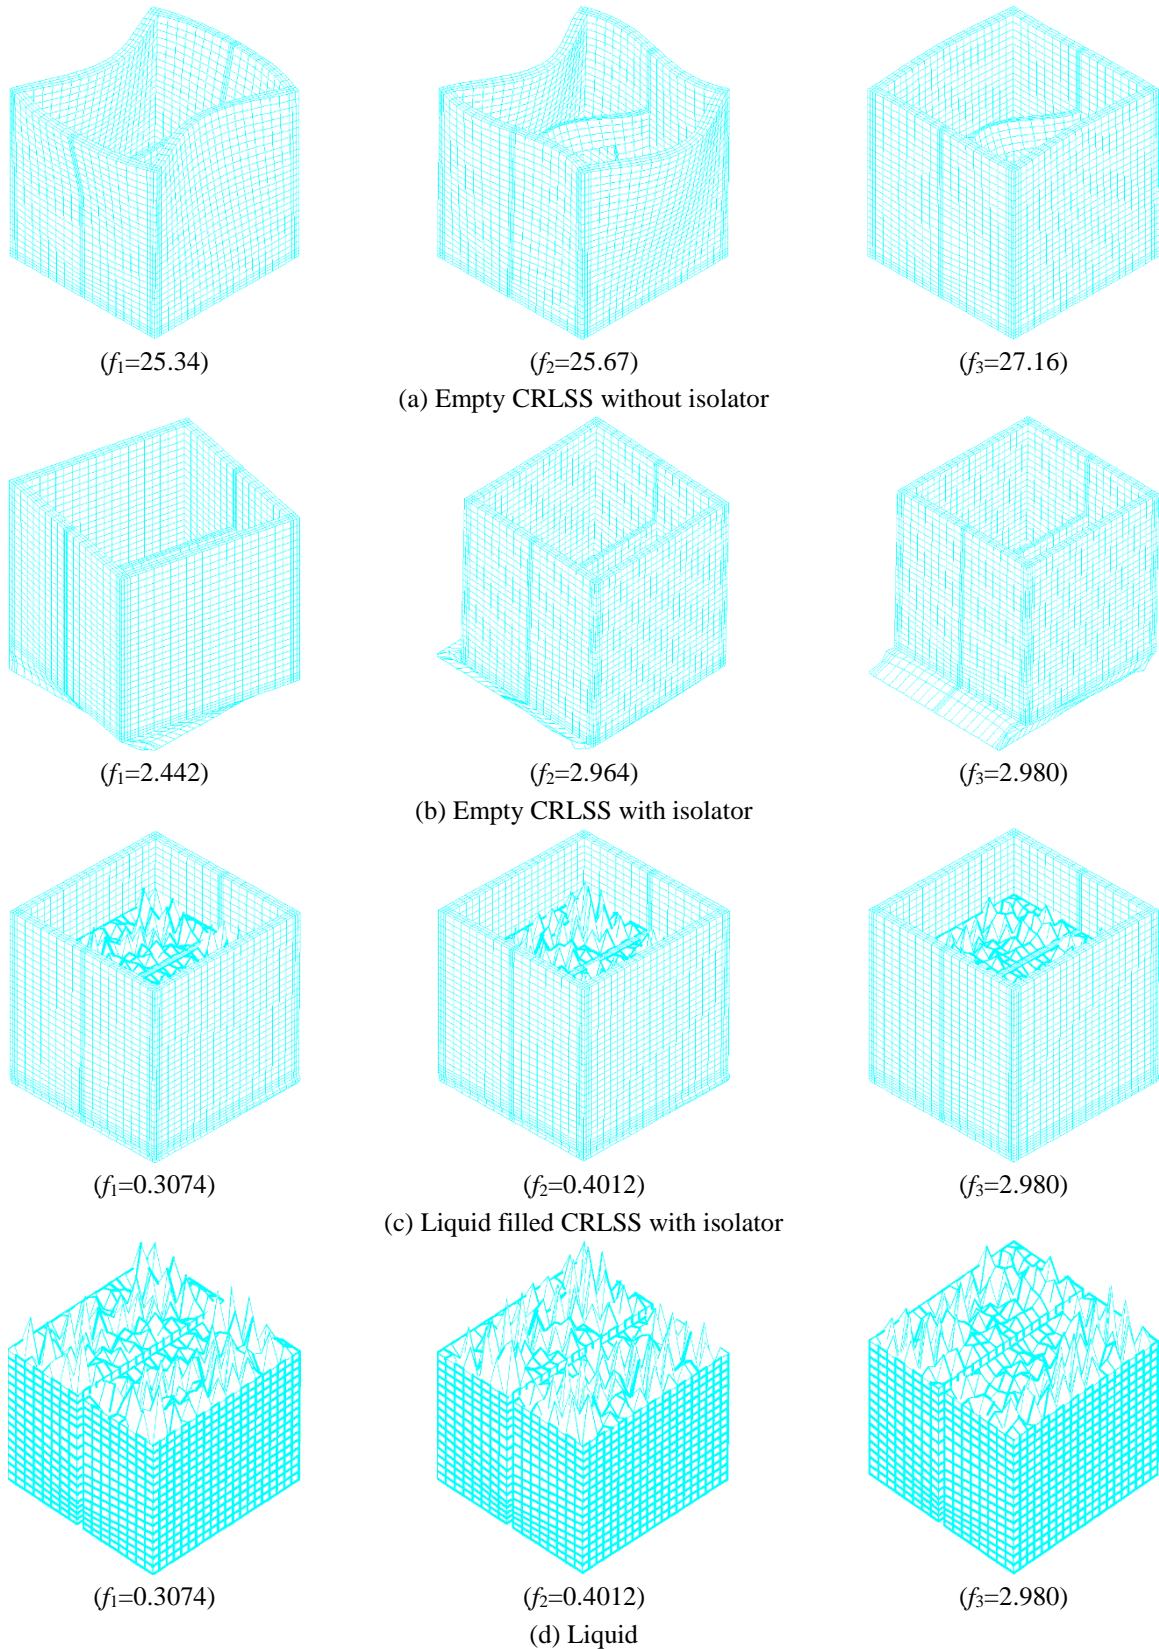 (f1=25.34) (f2=25.67) (f3=27.16)
(a) Empty CRLSS without isolator
(f1=2.442) (f2=2.964) (f3=2.980)
(b) Empty CRLSS with isolator
(f1=0.3074) (f2=0.4012) (f3=2.980)
(c) Liquid filled CRLSS with isolator
(f1=0.3074) (f2=0.4012) (f3=2.980)
(d) Liquid